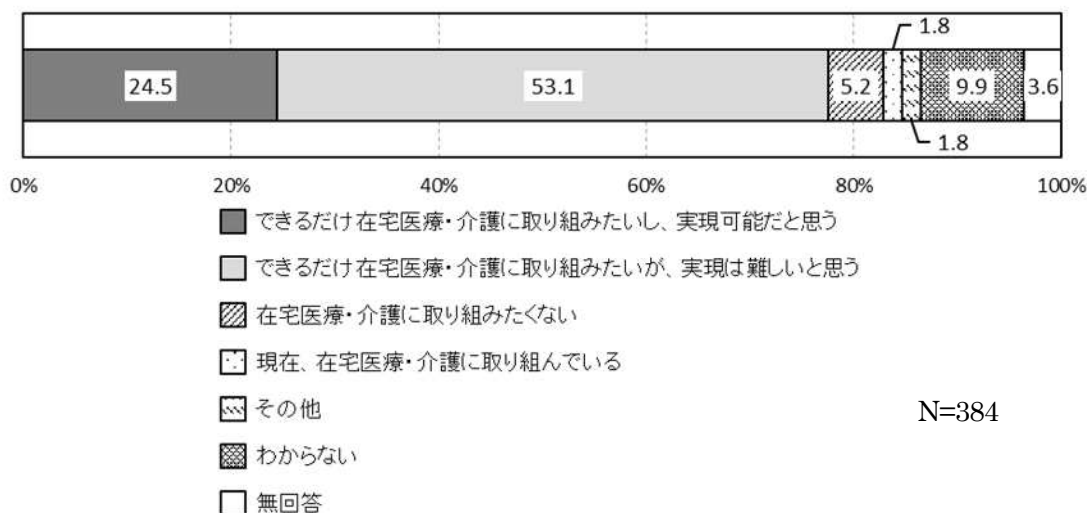 1.8
24.5 53.1 5.2 9.9 3.6
1.8
0% 20% 40% 60% 80% 100%
できるだけ在宅医療・介護に取り組みたいし、実現可能だと思う
できるだけ在宅医療・介護に取り組みたいが、実現は難しいと思う
在宅医療・介護に取り組みたくない
現在、在宅医療・介護に取り組んでいる
その他
N=384
わからない
無回答